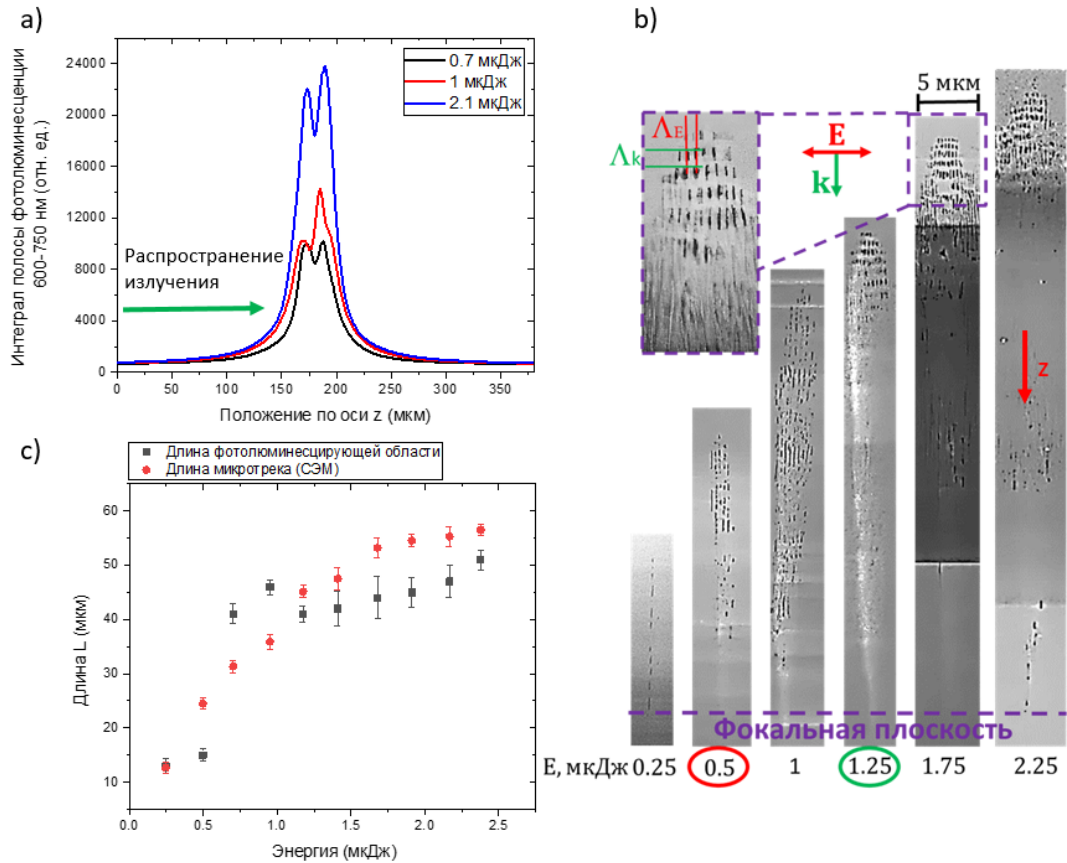 a)
Интеграл полосы фотолюминесценции
600-750 нм (отн. ед.)
24000
20000
16000
12000
8000
4000
0
0.7 мкДж
1 мкДж
2.1 мкДж
Распространение
излучения
0 50 100 150 200 250 300 350
Положение по оси z (мкм)
b)
5 мкм
Λ_E
Λ_k
E
k
z
Фокальная плоскость
E, мкДж 0.25 0.5 1 1.25 1.75 2.25
c)
Длина фотолюминесцирующей области
Длина микротрека (СЭМ)
Длина L (мкм)
60
50
40
30
20
10
0.0 0.5 1.0 1.5 2.0 2.5
Энергия (мкДж)